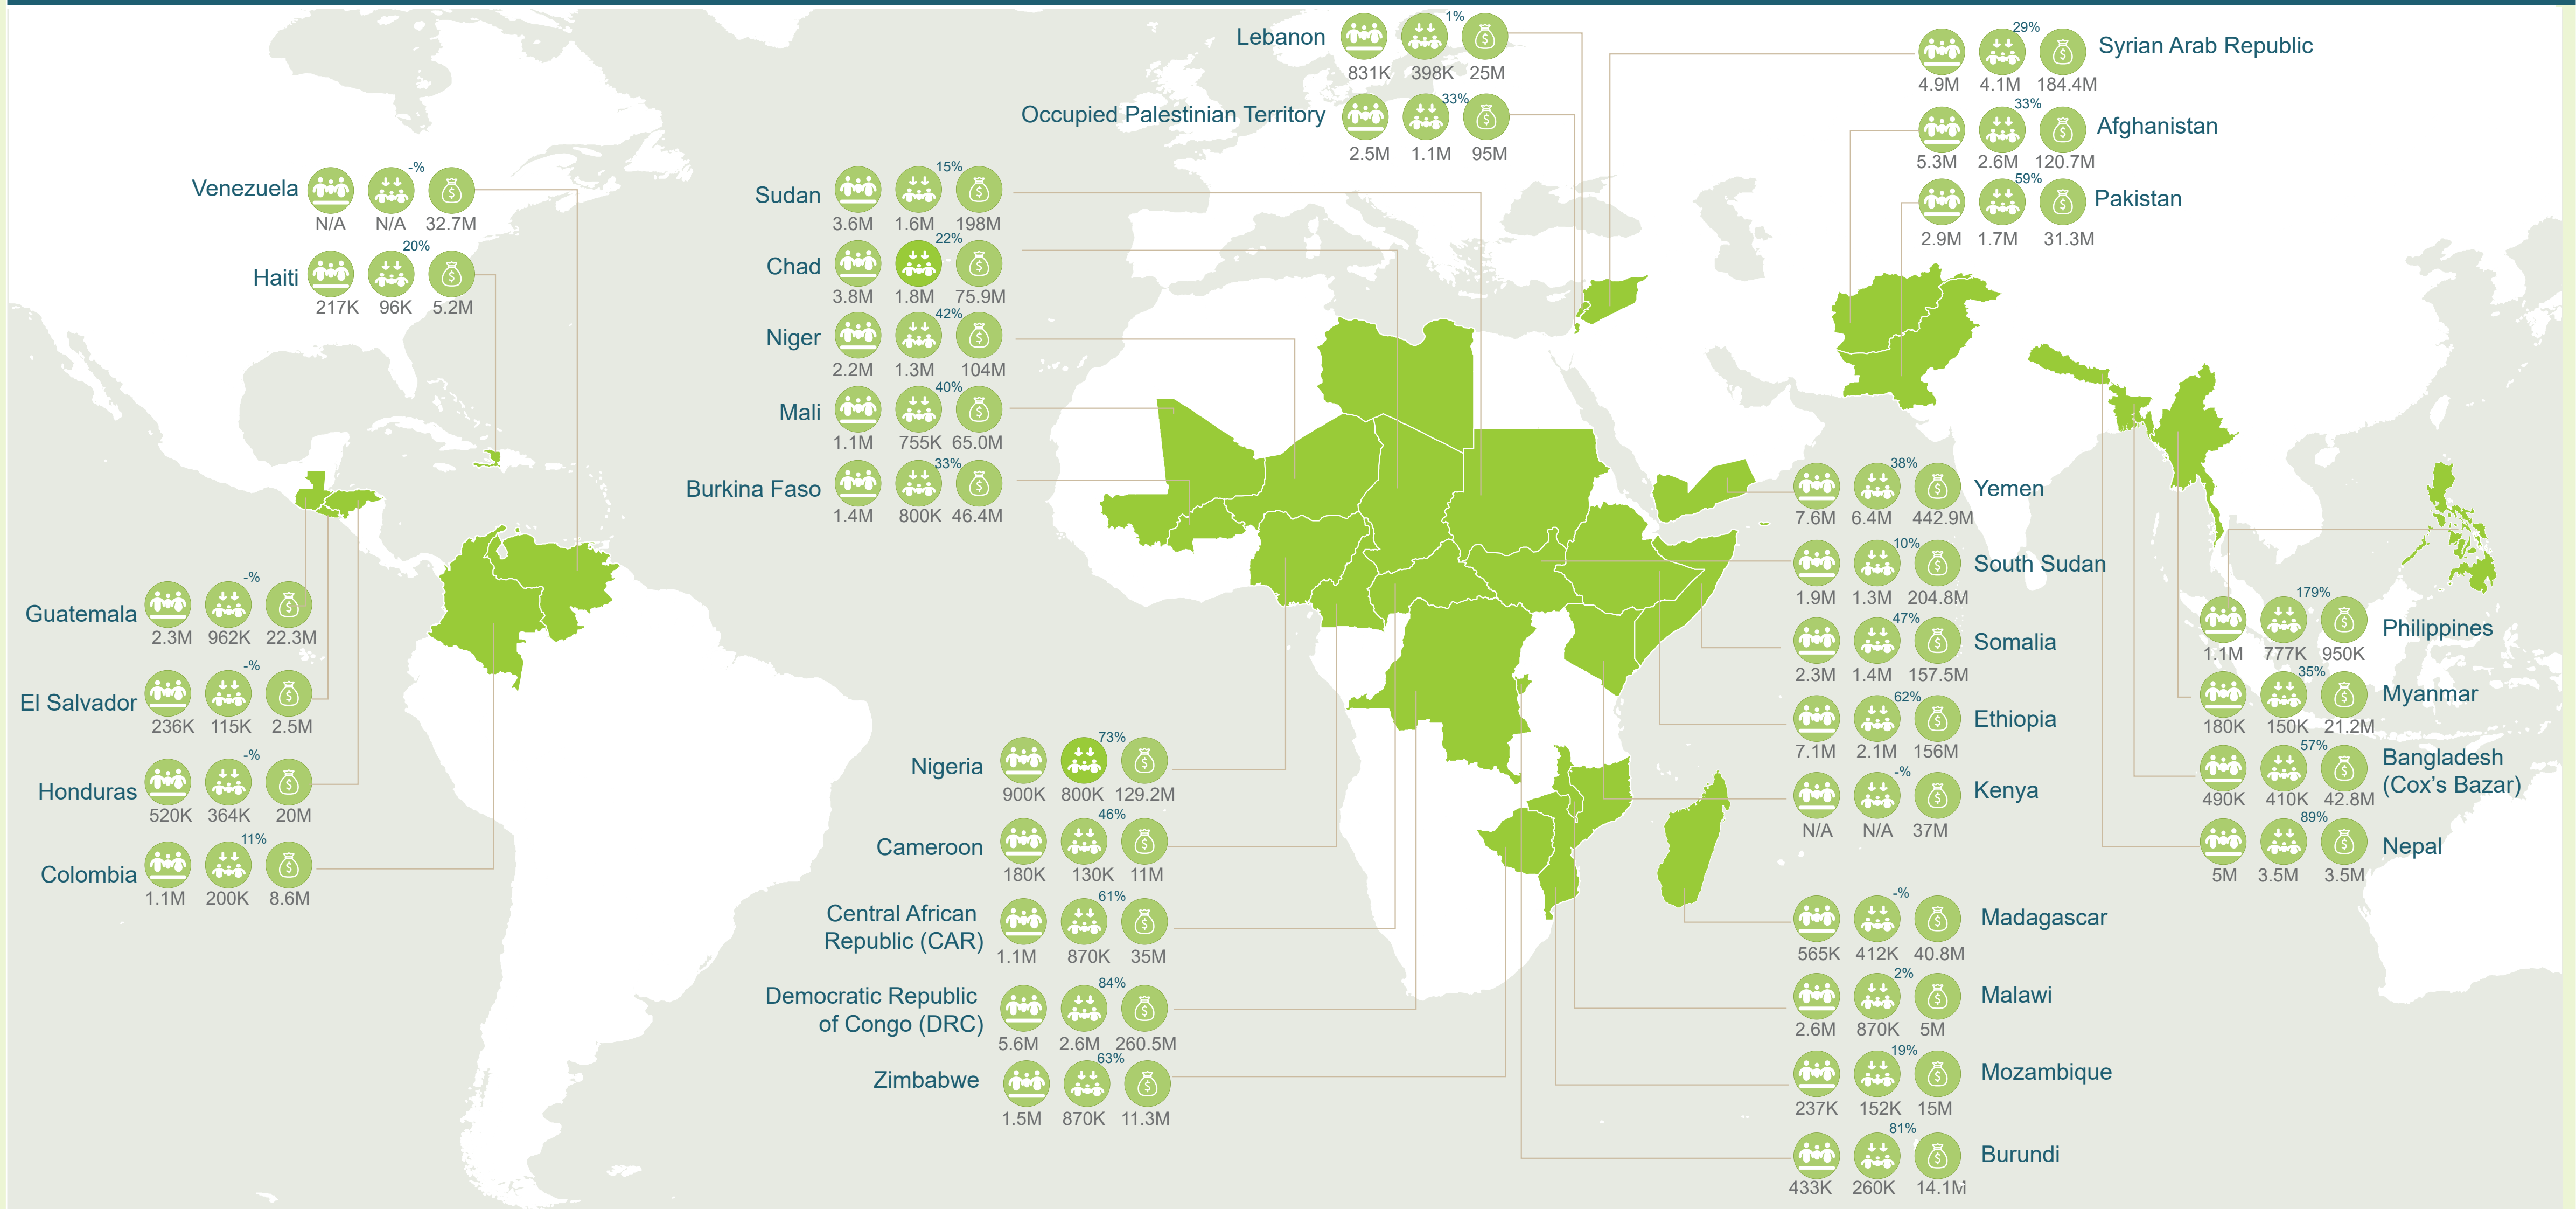 Lebanon
1%
831K 398K 25M
Occupied Palestinian Territory
33%
2.5M 1.1M 95M
29%
Syrian Arab Republic
4.9M 4.1M 184.4M
33%
Afghanistan
5.3M 2.6M 120.7M
59%
Pakistan
2.9M 1.7M 31.3M
Venezuela
-%
N/A N/A 32.7M
Haiti
20%
217K 96K 5.2M
Sudan
15%
3.6M 1.6M 198M
Chad
22%
3.8M 1.8M 75.9M
Niger
42%
2.2M 1.3M 104M
Mali
40%
1.1M 755K 65.0M
Burkina Faso
33%
1.4M 800K 46.4M
Guatemala
-%
2.3M 962K 22.3M
El Salvador
-%
236K 115K 2.5M
Honduras
-%
520K 364K 20M
Colombia
11%
1.1M 200K 8.6M
Nigeria
73%
900K 800K 129.2M
Cameroon
46%
180K 130K 11M
Central African
Republic (CAR)
61%
1.1M 870K 35M
Democratic Republic
of Congo (DRC)
84%
5.6M 2.6M 260.5M
Zimbabwe
63%
1.5M 870K 11.3M
38%
Yemen
7.6M 6.4M 442.9M
10%
South Sudan
1.9M 1.3M 204.8M
47%
Somalia
2.3M 1.4M 157.5M
62%
Ethiopia
7.1M 2.1M 156M
-%
Kenya
N/A N/A 37M
-%
Madagascar
565K 412K 40.8M
2%
Malawi
2.6M 870K 5M
19%
Mozambique
237K 152K 15M
81%
Burundi
433K 260K 14.1M
179%
Philippines
1.1M 777K 950K
35%
Myanmar
180K 150K 21.2M
57%
Bangladesh
(Cox's Bazar)
490K 410K 42.8M
89%
Nepal
5M 3.5M 3.5M